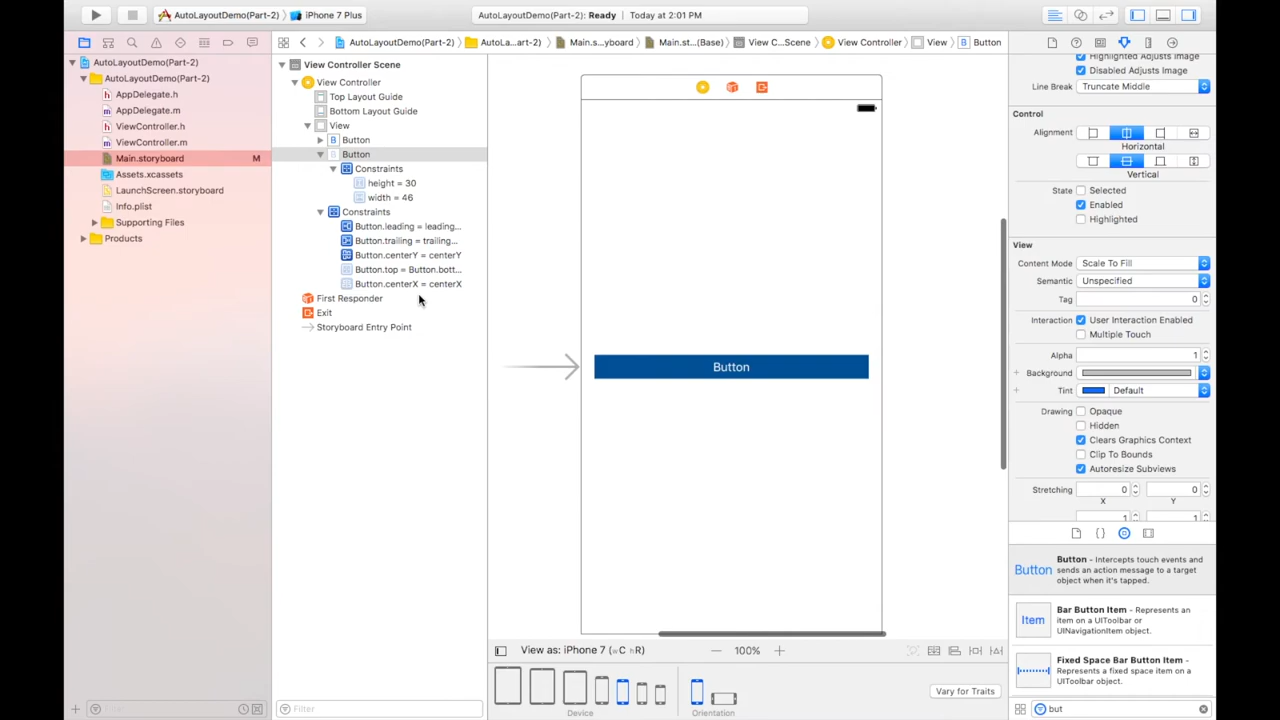 AutoLayoutDemo(Part-2) iPhone 7 Plus
AutoLayoutDemo(Part-2): Ready | Today at 2:01 PM
AutoLayoutDemo(Part-2) AutoLa...art-2) Main.s...yboard Main.st...(Base) View C...Scene View Controller View Button
AutoLayoutDemo(Part-2)
AutoLayoutDemo(Part-2)
AppDelegate.h
AppDelegate.m
ViewController.h
ViewController.m
Main.storyboard M
Assets.xcassets
LaunchScreen.storyboard
Info.plist
Supporting Files
Products
Filter
View Controller Scene
View Controller
Top Layout Guide
Bottom Layout Guide
View
Button
Button
Constraints
height = 30
width = 46
Constraints
Button.leading = leading...
Button.trailing = trailing...
Button.centerY = centerY
Button.top = Button.bott...
Button.centerX = centerX
First Responder
Exit
Storyboard Entry Point
Filter
Button
View as: iPhone 7 (wC hR)
100%
Device
Orientation
Vary for Traits
Highlighted Adjusts Image
Disabled Adjusts Image
Line Break Truncate Middle
Control
Alignment
Horizontal
Vertical
State Selected
Enabled
Highlighted
View
Content Mode Scale To Fill
Semantic Unspecified
Tag 0
Interaction User Interaction Enabled
Multiple Touch
Alpha 1
Background
Tint Default
Drawing Opaque
Hidden
Clears Graphics Context
Clip To Bounds
Autoresize Subviews
Stretching 0 0
X Y
1 1
Button Button - Intercepts touch events and
sends an action message to a target
object when it's tapped.
Item Bar Button Item - Represents an
item on a UIToolbar or
UINavigationItem object.
Fixed Space Bar Button Item -
Represents a fixed space item on a
UIToolbar object.
but